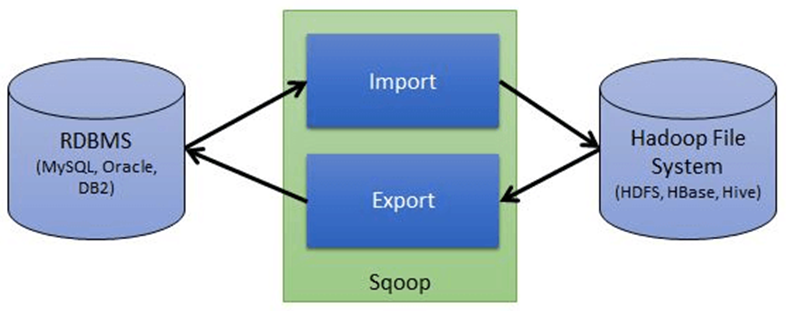 RDBMS
(MySQL, Oracle,
DB2)
Import
Export
Sqoop
Hadoop File
System
(HDFS, HBase, Hive)